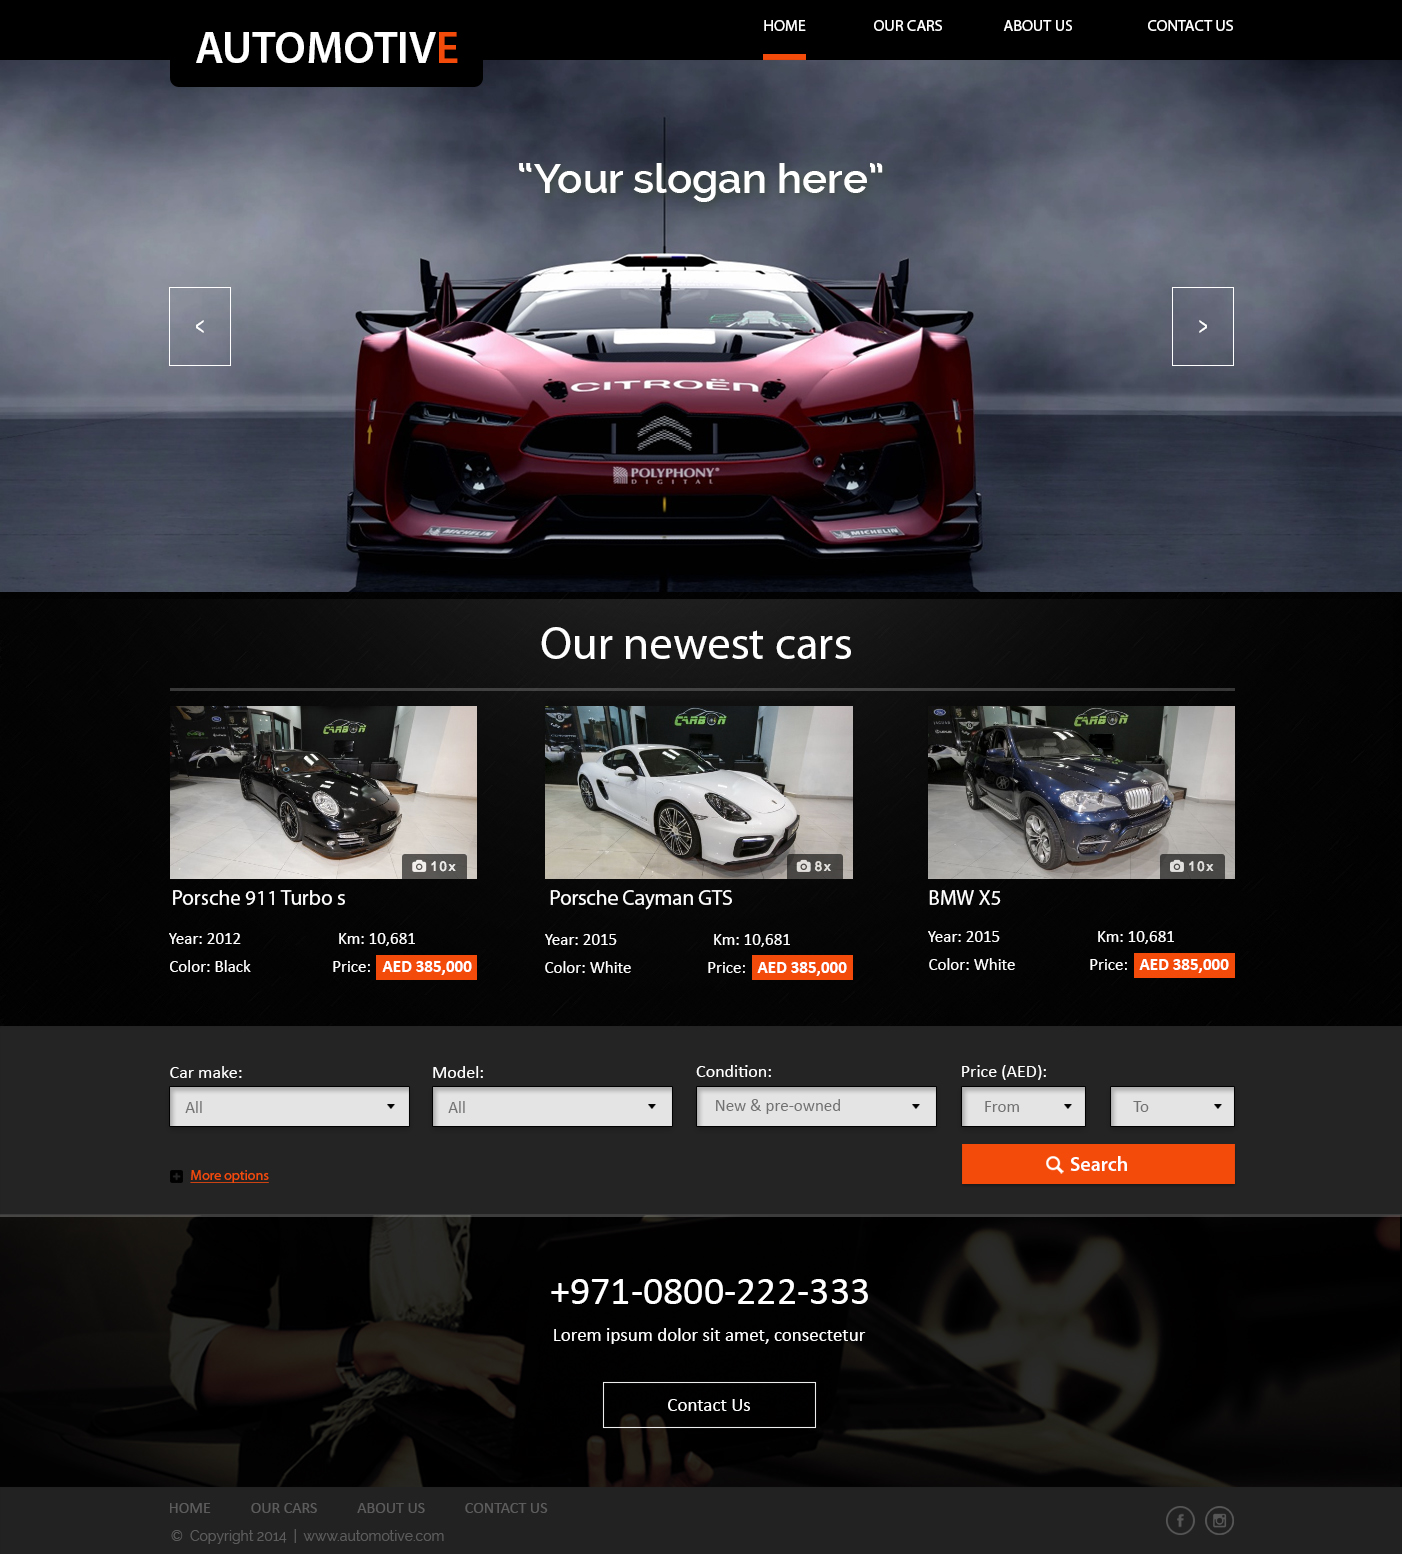 AUTOMOTIVE
HOME OUR CARS ABOUT US CONTACT US
“Your slogan here”
< >
CITROËN
POLYPHONY®
DIGITAL
MICHELIN MICHELIN
Our newest cars
CARBON CARBON CARBON
10x 8x 10x
Porsche 911 Turbo s Porsche Cayman GTS BMW X5
Year: 2012 Km: 10,681 Year: 2015 Km: 10,681 Year: 2015 Km: 10,681
Color: Black Price: AED 385,000 Color: White Price: AED 385,000 Color: White Price: AED 385,000
Car make: Model: Condition: Price (AED):
All All New & pre-owned From To
More options Search
+971-0800-222-333
Lorem ipsum dolor sit amet, consectetur
Contact Us
HOME OUR CARS ABOUT US CONTACT US
© Copyright 2014 | www.automotive.com